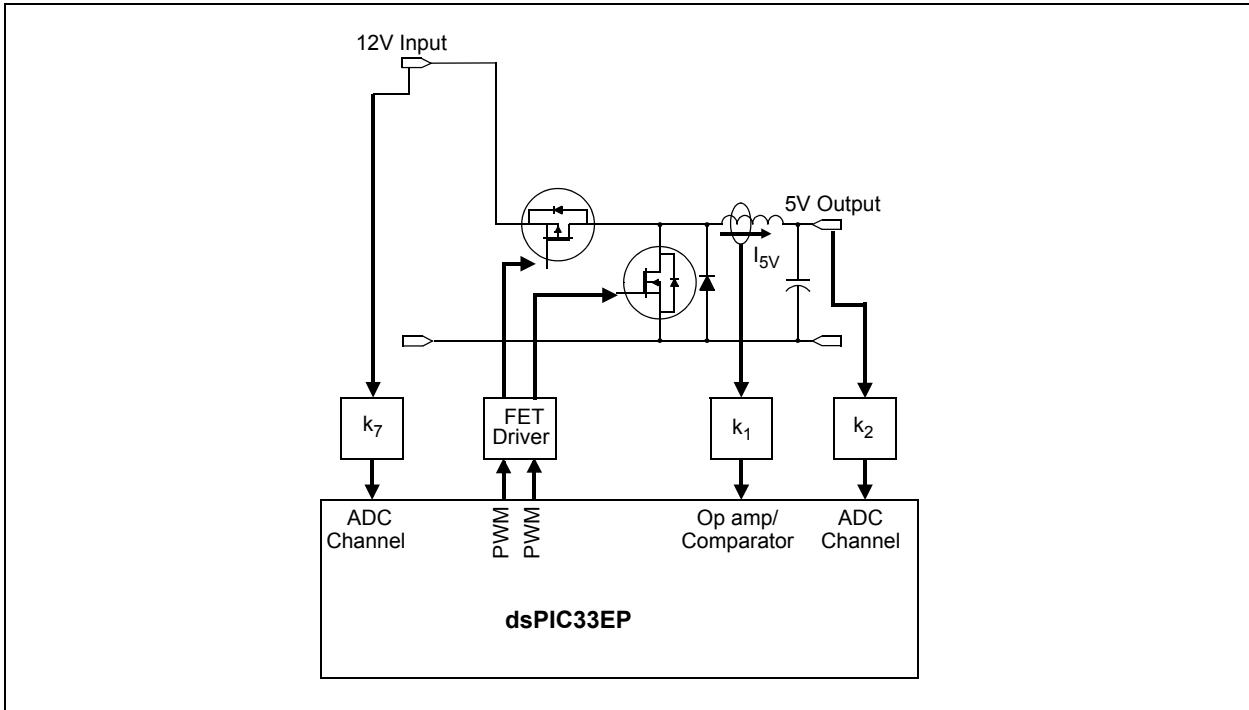 12V Input
5V Output
I5V
k7
FET
Driver
k1
k2
ADC
Channel
PWM
PWM
Op amp/
Comparator
ADC
Channel
dsPIC33EP